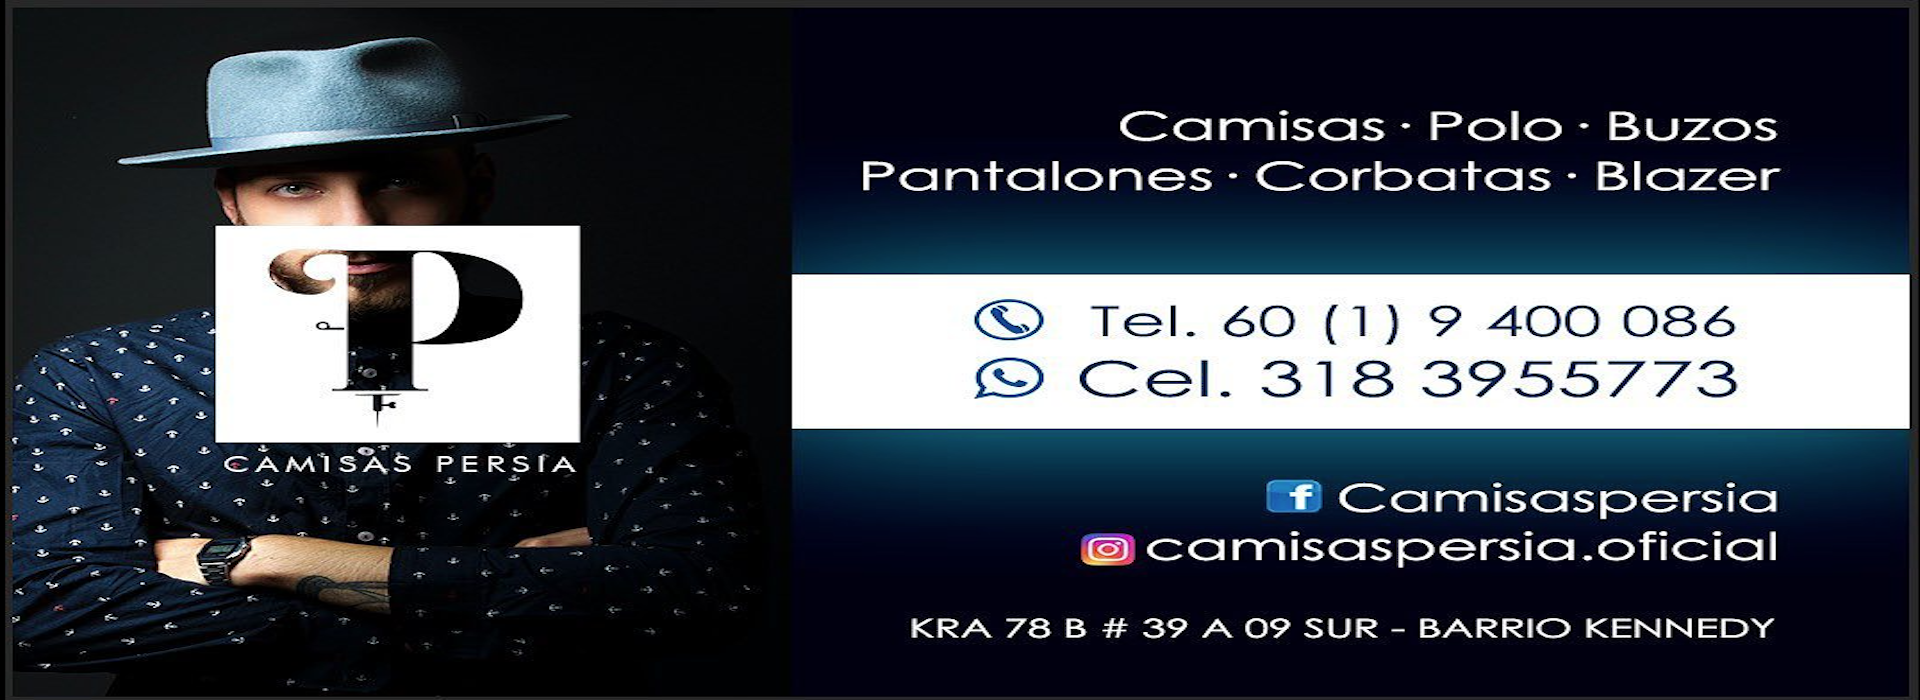 P
P
CAMISAS PERSIA
Camisas · Polo · Buzos
Pantalones · Corbatas · Blazer
Tel. 60 (1) 9 400 086
Cel. 318 3955773
Camisaspersia
camisaspersia.oficial
KRA 78 B # 39 A 09 SUR - BARRIO KENNEDY